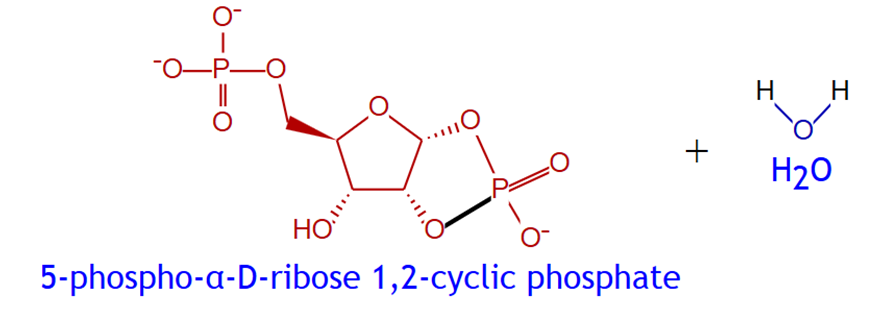 O-
-O P O
O
O
O
H H
O
P
+
O
H2O
HO
O
O-
5-phospho-α-D-ribose 1,2-cyclic phosphate